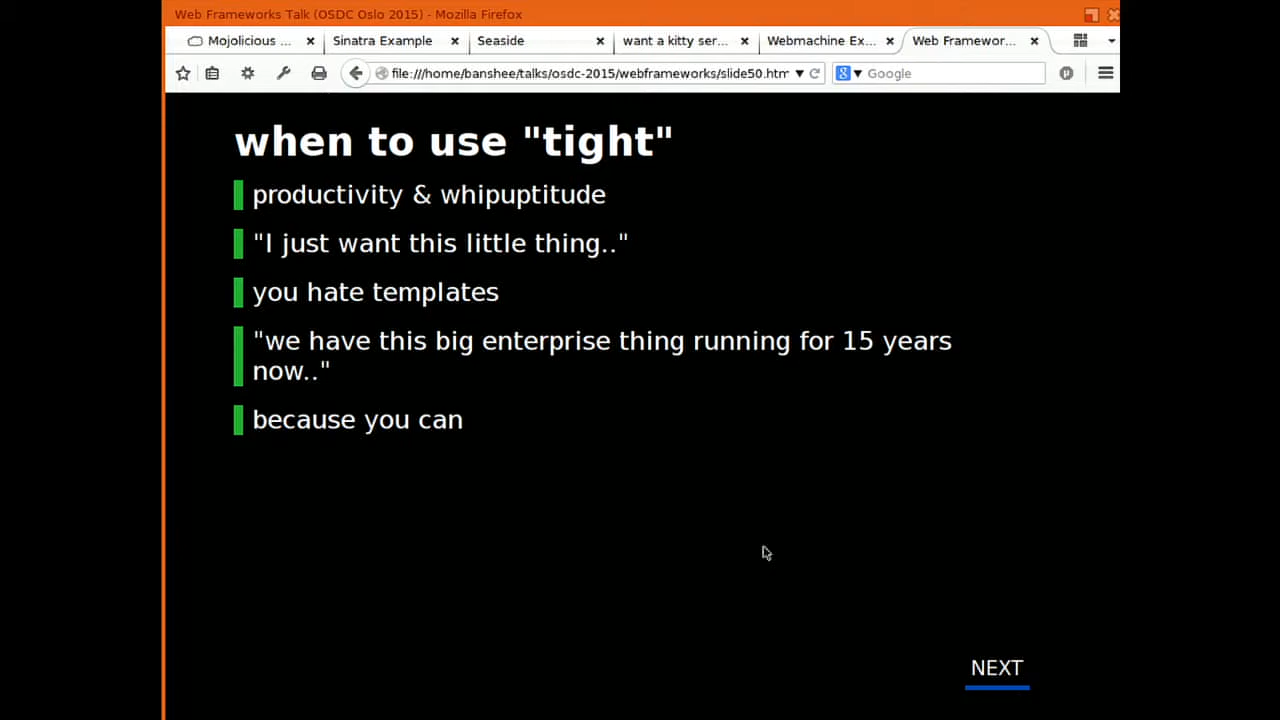 Web Frameworks Talk (OSDC Oslo 2015) - Mozilla Firefox
Mojolicious ...
Sinatra Example
Seaside
want a kitty ser...
Webmachine Ex...
Web Framewor...
file:///home/banshee/talks/osdc-2015/webframeworks/slide50.htm
Google
when to use "tight"
productivity & whipuptitude
"I just want this little thing.."
you hate templates
"we have this big enterprise thing running for 15 years
now.."
because you can
NEXT